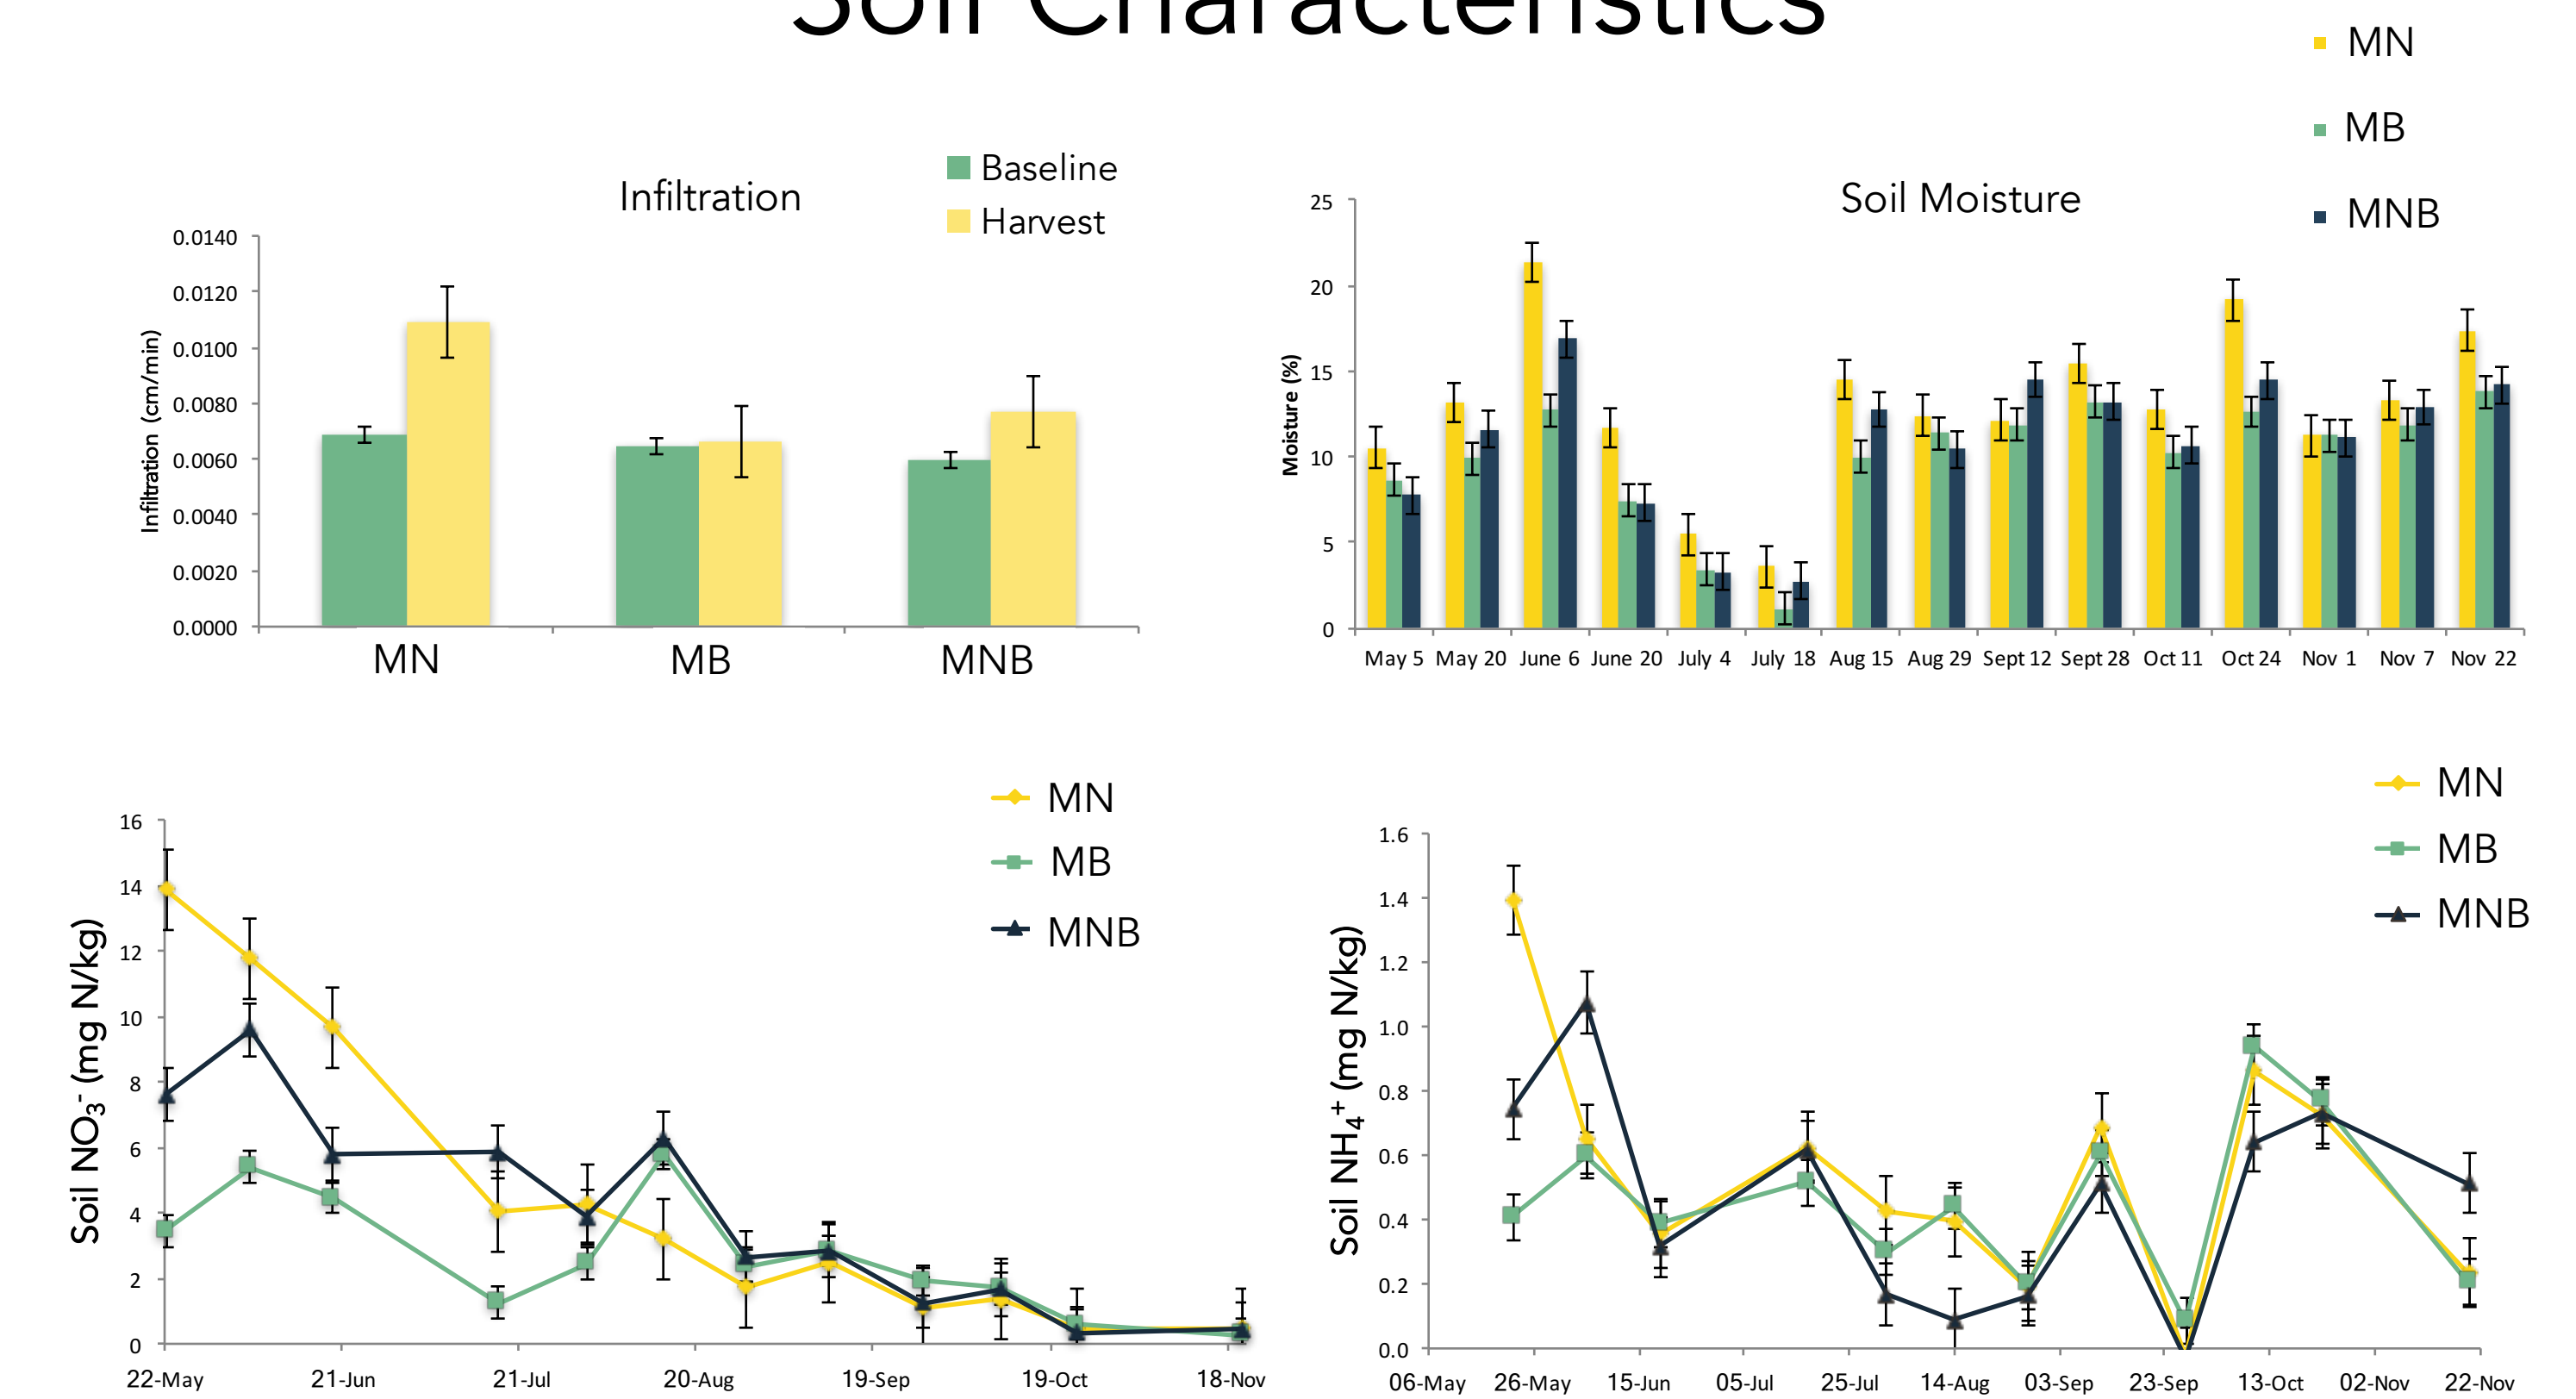 Soil Characteristics
MN
MB
MNB
Infiltration
Baseline
Harvest
Infiltration (cm/min)
0.0140
0.0120
0.0100
0.0080
0.0060
0.0040
0.0020
0.0000
MN MB MNB
Soil Moisture
Moisture (%)
25
20
15
10
5
0
May 5 May 20 June 6 June 20 July 4 July 18 Aug 15 Aug 29 Sept 12 Sept 28 Oct 11 Oct 24 Nov 1 Nov 7 Nov 22
MN
MB
MNB
Soil NO₃⁻ (mg N/kg)
16
14
12
10
8
6
4
2
0
22-May 21-Jun 21-Jul 20-Aug 19-Sep 19-Oct 18-Nov
MN
MB
MNB
Soil NH₄⁺ (mg N/kg)
1.6
1.4
1.2
1.0
0.8
0.6
0.4
0.2
0.0
06-May 26-May 15-Jun 05-Jul 25-Jul 14-Aug 03-Sep 23-Sep 13-Oct 02-Nov 22-Nov